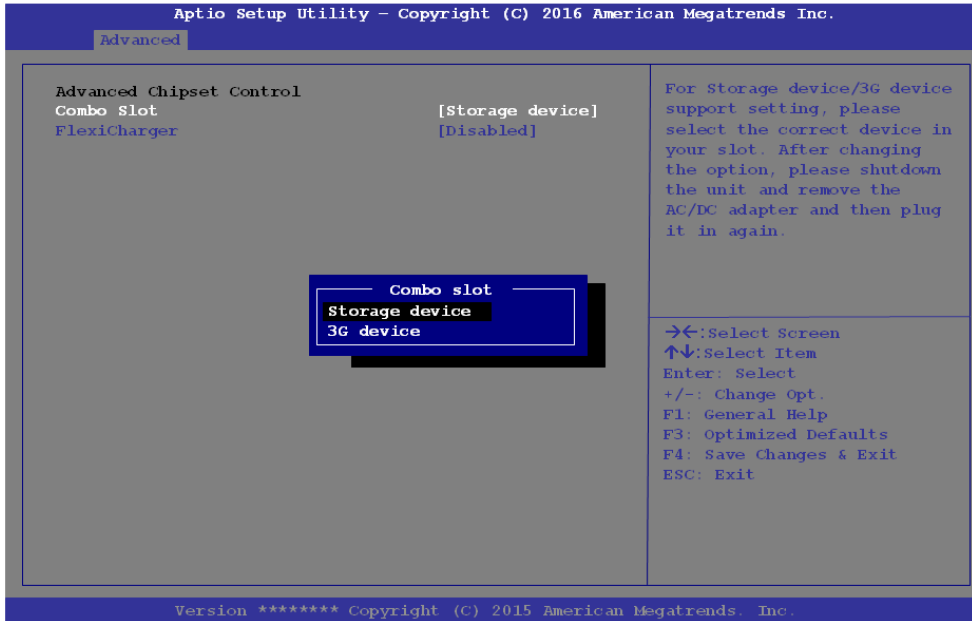 Aptio Setup Utility – Copyright (C) 2016 American Megatrends Inc.
Advanced
Advanced Chipset Control
Combo Slot [Storage device]
FlexiCharger [Disabled]
For Storage device/3G device
support setting, please
select the correct device in
your slot. After changing
the option, please shutdown
the unit and remove the
AC/DC adapter and then plug
it in again.
Combo slot
Storage device
3G device
→←:Select Screen
↑↓:Select Item
Enter: Select
+/-: Change Opt.
F1: General Help
F3: Optimized Defaults
F4: Save Changes & Exit
ESC: Exit
Version ******** Copyright (C) 2015 American Megatrends. Inc.